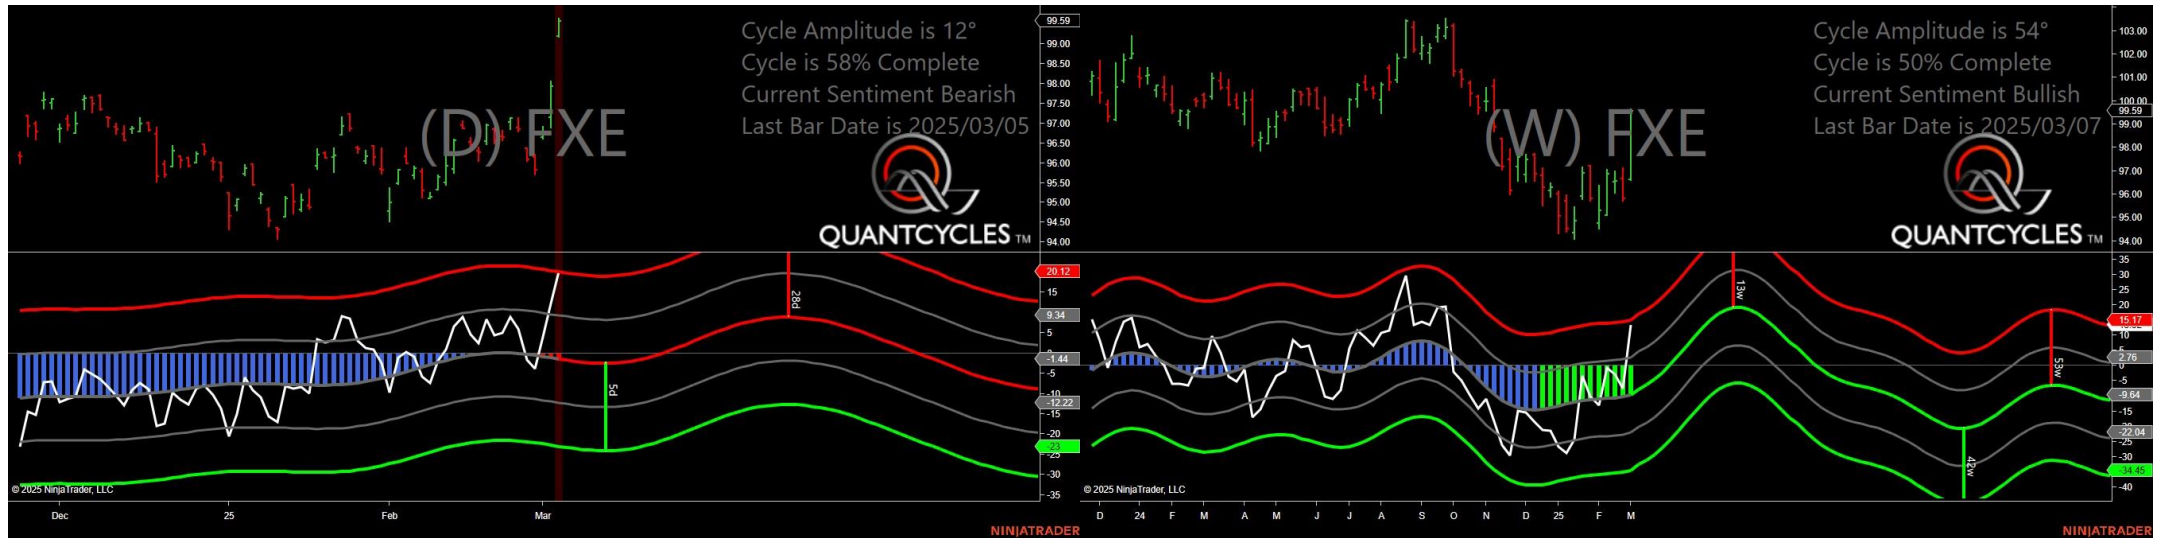 Cycle Amplitude is 12°
Cycle is 58% Complete
Current Sentiment Bearish
Last Bar Date is 2025/03/05
(D) FXE
QUANTCYCLES TM
99.59
99.00
98.50
98.00
97.50
97.00
96.50
96.00
95.50
95.00
94.50
94.00
20.12
15
9.34
5
-1.44
-5
-10
-12.22
-15
-20
-23
-25
-30
-35
28d
5d
© 2025 NinjaTrader, LLC
Dec
25
Feb
Mar
NINJATRADER
Cycle Amplitude is 54°
Cycle is 50% Complete
Current Sentiment Bullish
Last Bar Date is 2025/03/07
(W) FXE
QUANTCYCLES TM
103.00
102.00
101.00
100.00
99.59
99.00
98.00
97.00
96.00
95.00
94.00
35
30
25
20
15.17
10
5
2.76
0
-5
-9.64
-15
-22.04
-25
-30
-34.45
-40
13w
53w
42w
© 2025 NinjaTrader, LLC
D
24
F
M
A
M
J
J
A
S
O
N
D
25
F
M
NINJATRADER